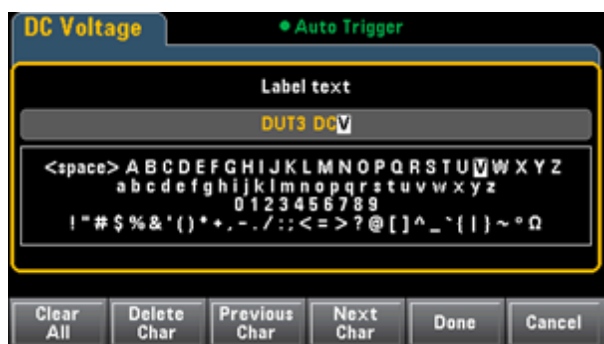 DC Voltage
● Auto Trigger
Label text
DUT3 DCV
<space> A B C D E F G H I J K L M N O P Q R S T U V W X Y Z
a b c d e f g h i j k l m n o p q r s t u v w x y z
0 1 2 3 4 5 6 7 8 9
! " # $ % & ' ( ) * + , - . / : ; < = > ? @ [ ] ^ _ ` { | } ~ ° Ω
Clear All
Delete Char
Previous Char
Next Char
Done
Cancel